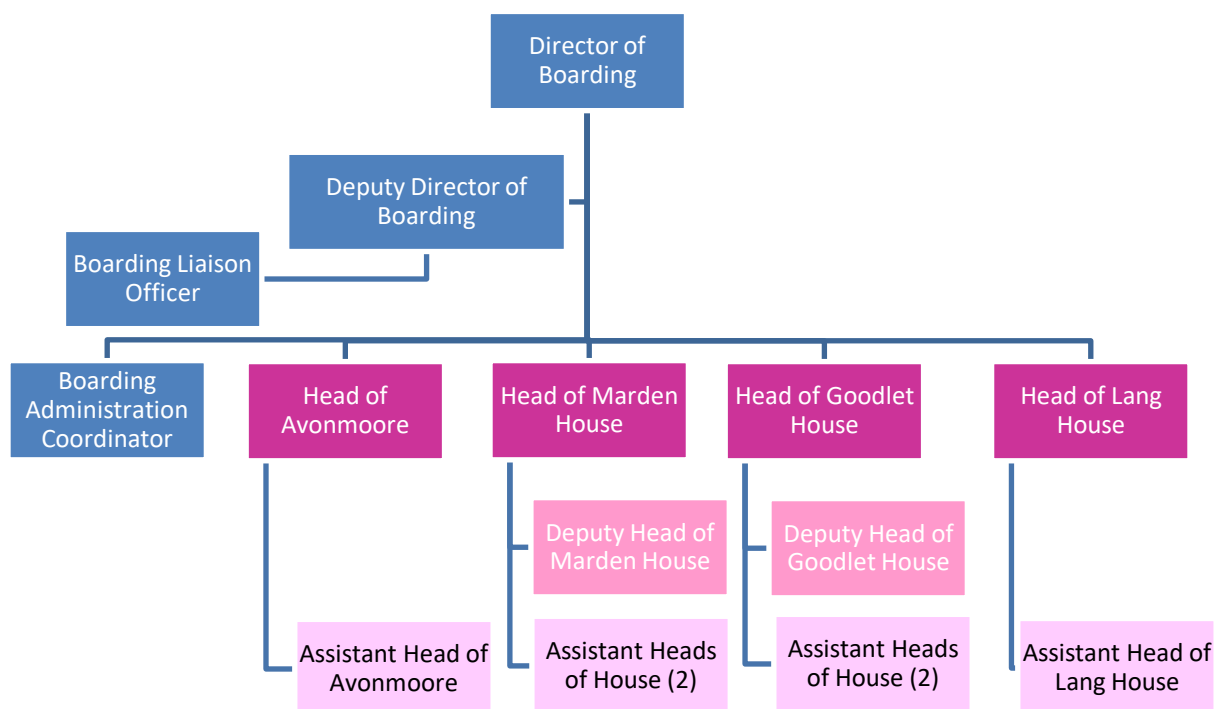 Director of
Boarding
Deputy Director of
Boarding
Boarding Liaison
Officer
Boarding
Administration
Coordinator
Head of
Avonmoore
Head of Marden
House
Head of Goodlet
House
Head of Lang
House
Deputy Head of
Marden House
Deputy Head of
Goodlet House
Assistant Head of
Avonmoore
Assistant Heads
of House (2)
Assistant Heads
of House (2)
Assistant Head of
Lang House